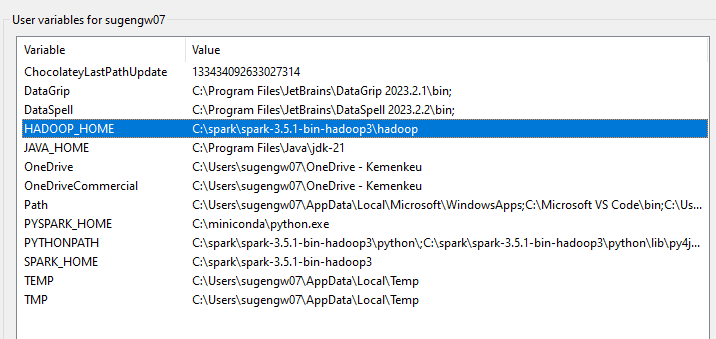 User variables for sugengw07
Variable Value
ChocolateyLastPathUpdate 133434092633027314
DataGrip C:\Program Files\JetBrains\DataGrip 2023.2.1\bin;
DataSpell C:\Program Files\JetBrains\DataSpell 2023.2.2\bin;
HADOOP_HOME C:\spark\spark-3.5.1-bin-hadoop3\hadoop
JAVA_HOME C:\Program Files\Java\jdk-21
OneDrive C:\Users\sugengw07\OneDrive - Kemenkeu
OneDriveCommercial C:\Users\sugengw07\OneDrive - Kemenkeu
Path C:\Users\sugengw07\AppData\Local\Microsoft\WindowsApps;C:\Microsoft VS Code\bin;C:\Us...
PYSPARK_HOME C:\miniconda\python.exe
PYTHONPATH C:\spark\spark-3.5.1-bin-hadoop3\python\;C:\spark\spark-3.5.1-bin-hadoop3\python\lib\py4j...
SPARK_HOME C:\spark\spark-3.5.1-bin-hadoop3
TEMP C:\Users\sugengw07\AppData\Local\Temp
TMP C:\Users\sugengw07\AppData\Local\Temp